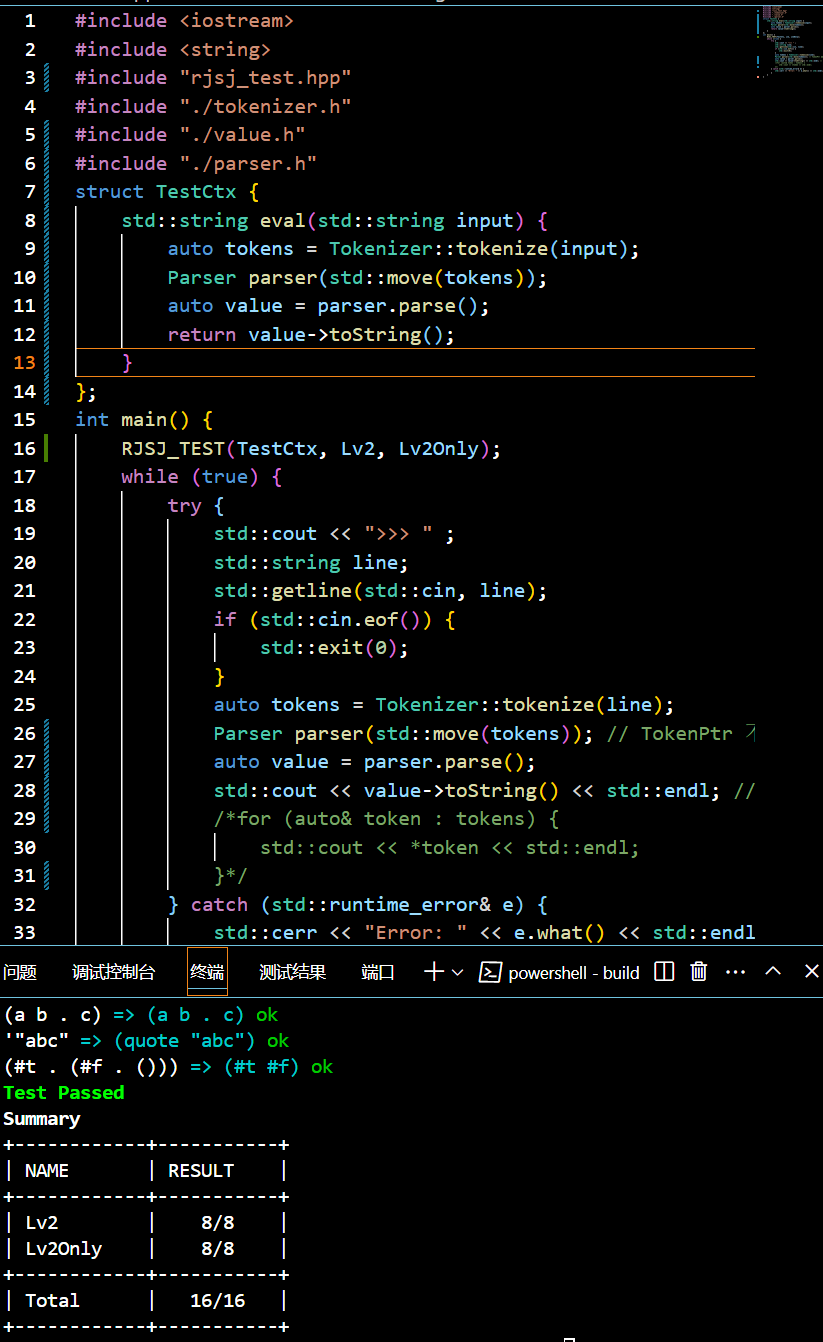 1 #include <iostream>
2 #include <string>
3 #include "rjsj_test.hpp"
4 #include "./tokenizer.h"
5 #include "./value.h"
6 #include "./parser.h"
7 struct TestCtx {
8 std::string eval(std::string input) {
9 auto tokens = Tokenizer::tokenize(input);
10 Parser parser(std::move(tokens));
11 auto value = parser.parse();
12 return value->toString();
13 }
14 };
15 int main() {
16 RJSJ_TEST(TestCtx, Lv2, Lv2Only);
17 while (true) {
18 try {
19 std::cout << ">>> " ;
20 std::string line;
21 std::getline(std::cin, line);
22 if (std::cin.eof()) {
23 std::exit(0);
24 }
25 auto tokens = Tokenizer::tokenize(line);
26 Parser parser(std::move(tokens)); // TokenPtr
27 auto value = parser.parse();
28 std::cout << value->toString() << std::endl; //
29 /*for (auto& token : tokens) {
30 std::cout << *token << std::endl;
31 }*/
32 } catch (std::runtime_error& e) {
33 std::cerr << "Error: " << e.what() << std::endl
问题 调试控制台 终端 测试结果 端口 powershell - build
(a b . c) => (a b . c) ok
'"abc" => (quote "abc") ok
(#t . (#f . ())) => (#t #f) ok
Test Passed
Summary
+------------+-----------+
| NAME | RESULT |
+------------+-----------+
| Lv2 | 8/8 |
| Lv2Only | 8/8 |
+------------+-----------+
| Total | 16/16 |
+------------+-----------+